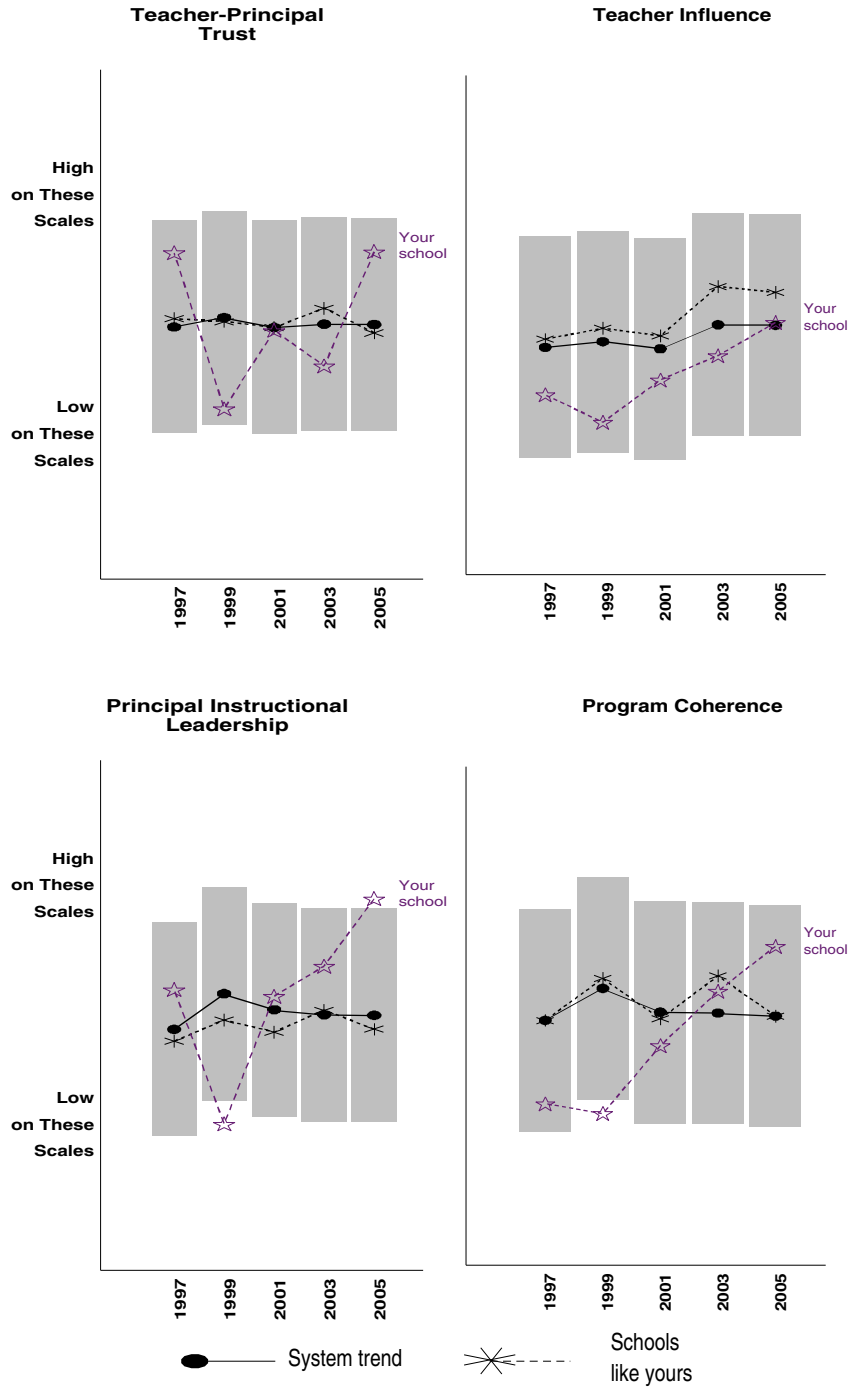 Teacher-Principal
Trust
Teacher Influence
High
on These
Scales
Your
school
Your
school
Low
on These
Scales
1997
1999
2001
2003
2005
1997
1999
2001
2003
2005
Principal Instructional
Leadership
Program Coherence
High
on These
Scales
Your
school
Your
school
Low
on These
Scales
1997
1999
2001
2003
2005
1997
1999
2001
2003
2005
System trend
Schools
like yours